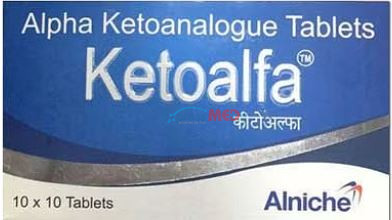 Alpha Ketoanalogue Tablets
Ketoalfa™
कीटोअल्फा
10 x 10 Tablets
Alniche